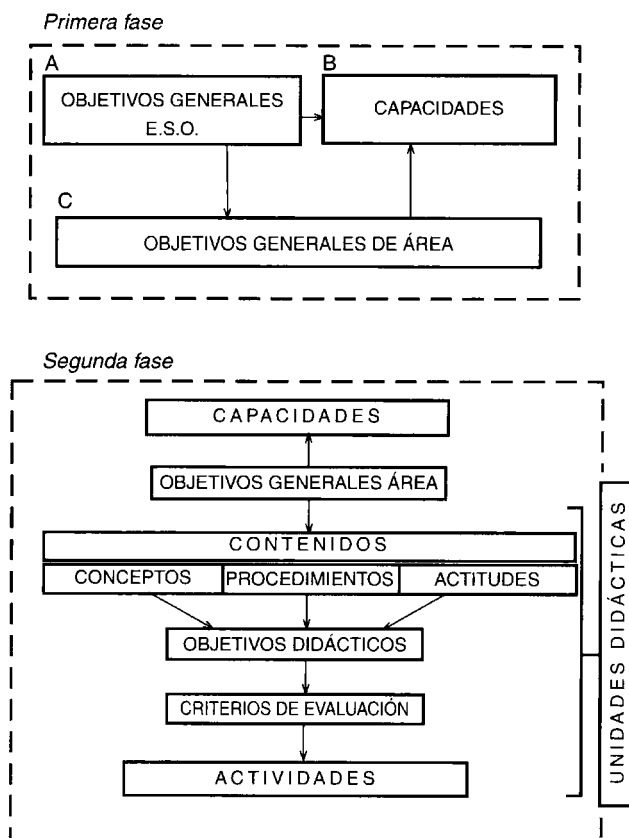 Primera fase
A
B
OBJETIVOS GENERALES
E.S.O.
CAPACIDADES
C
OBJETIVOS GENERALES DE ÁREA
Segunda fase
CAPACIDADES
OBJETIVOS GENERALES ÁREA
CONTENIDOS
CONCEPTOS
PROCEDIMIENTOS
ACTITUDES
OBJETIVOS DIDÁCTICOS
CRITERIOS DE EVALUACIÓN
ACTIVIDADES
UNIDADES DIDÁCTICAS